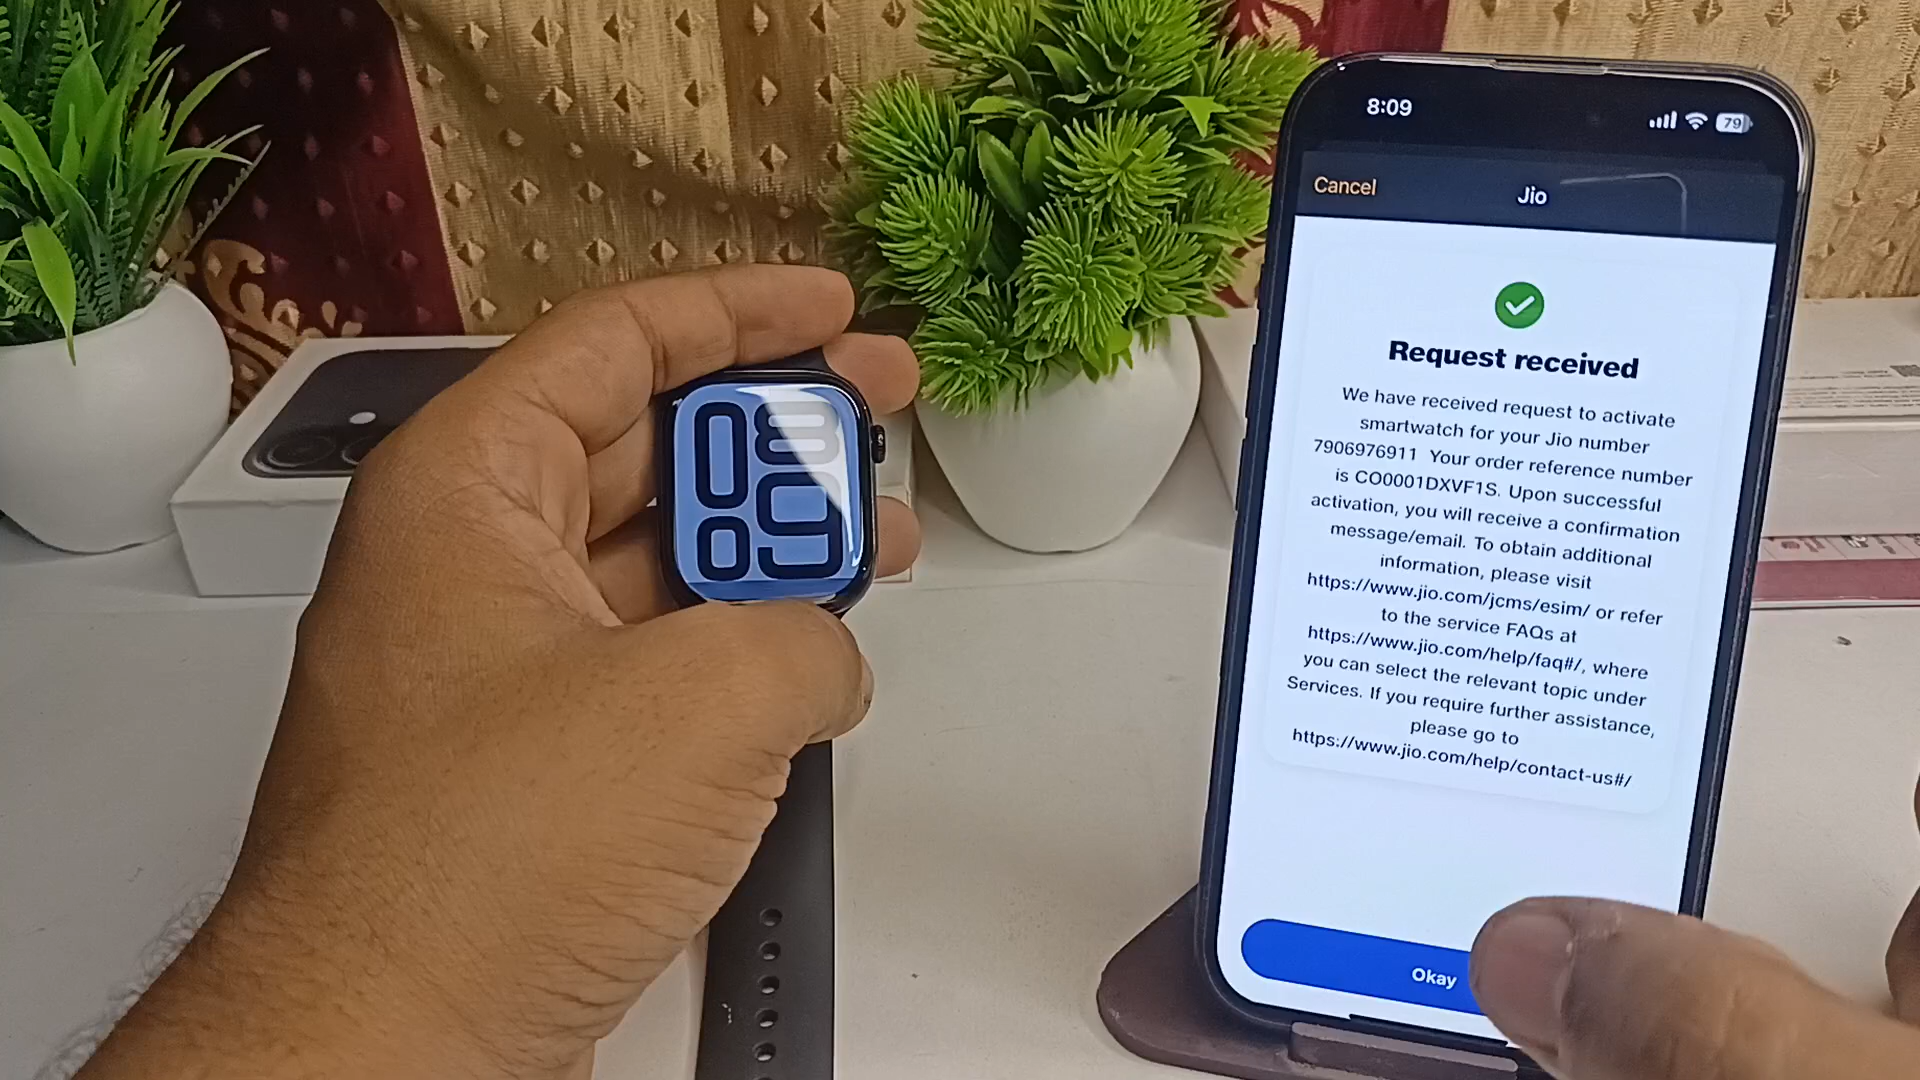 08
09
8:09
79
Cancel
Jio
Request received
We have received request to activate
smartwatch for your Jio number
7906976911 Your order reference number
is CO0001DXVF1S. Upon successful
activation, you will receive a confirmation
message/email. To obtain additional
information, please visit
https://www.jio.com/jcms/esim/ or refer
to the service FAQs at
https://www.jio.com/help/faq#/, where
you can select the relevant topic under
Services. If you require further assistance,
please go to
https://www.jio.com/help/contact-us#/
Okay